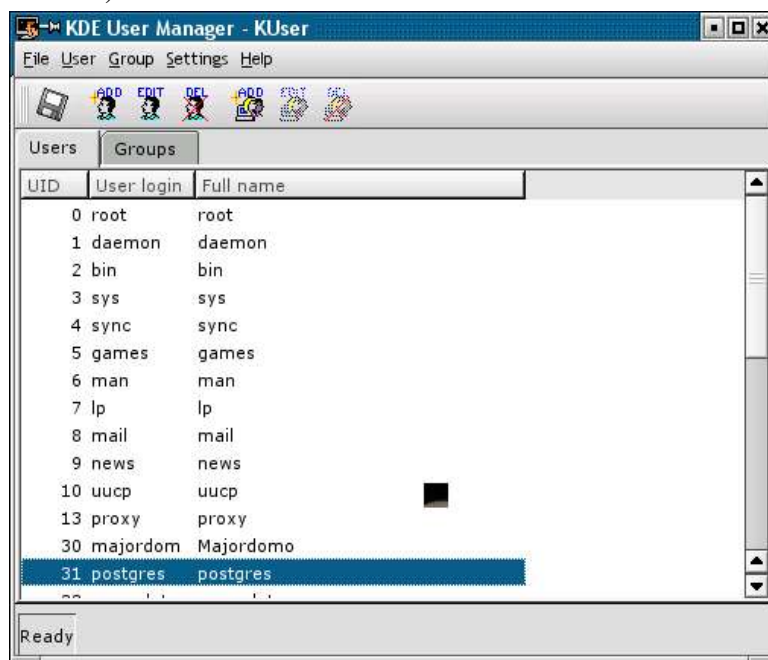 KDE User Manager - KUser
File User Group Settings Help
ADD EDIT DEL ADD EDIT DEL
Users Groups
UID User login Full name
0 root root
1 daemon daemon
2 bin bin
3 sys sys
4 sync sync
5 games games
6 man man
7 lp lp
8 mail mail
9 news news
10 uucp uucp
13 proxy proxy
30 majordom Majordomo
31 postgres postgres
Ready